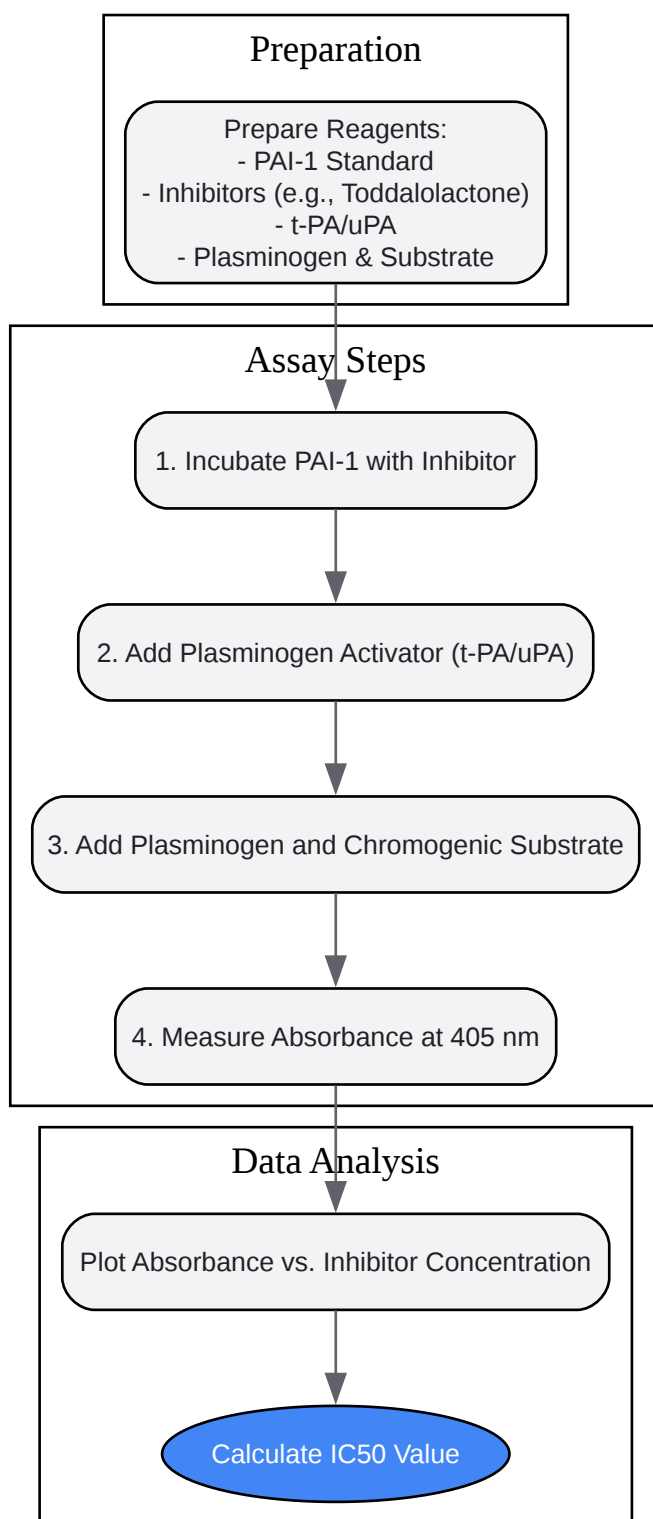 Preparation
Prepare Reagents:
- PAI-1 Standard
- Inhibitors (e.g., Toddalolactone)
- t-PA/uPA
- Plasminogen & Substrate
Assay Steps
1. Incubate PAI-1 with Inhibitor
2. Add Plasminogen Activator (t-PA/uPA)
3. Add Plasminogen and Chromogenic Substrate
4. Measure Absorbance at 405 nm
Data Analysis
Plot Absorbance vs. Inhibitor Concentration
Calculate IC50 Value